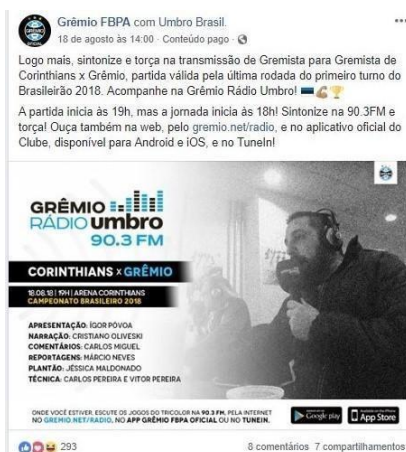 Grêmio FBPA com Umbro Brasil.
18 de agosto às 14:00 · Conteúdo pago ·
Logo mais, sintonize e torça na transmissão de Gremista para Gremista de
Corinthians x Grêmio, partida válida pela última rodada do primeiro turno do
Brasileirão 2018. Acompanhe na Grêmio Rádio Umbro!
A partida inicia às 19h, mas a jornada inicia às 18h! Sintonize na 90.3FM e
torça! Ouça também na web, pelo gremio.net/radio, e no aplicativo oficial do
Clube, disponível para Android e iOS, e no TuneIn!
GRÊMIO
RÁDIO umbro
90.3 FM
CORINTHIANS x GRÊMIO
18.08.18 | 19H | ARENA CORINTHIANS
CAMPEONATO BRASILEIRO 2018
APRESENTAÇÃO: ÍGOR PÓVOA
NARRAÇÃO: CRISTIANO OLIVESKI
COMENTÁRIOS: CARLOS MIGUEL
REPORTAGENS: MÁRCIO NEVES
PLANTÃO: JÉSSICA MALDONADO
TÉCNICA: CARLOS PEREIRA E VITOR PEREIRA
ONDE VOCÊ ESTIVER, ESCUTE OS JOGOS DO TRICOLOR NA 90.3 FM, PELA INTERNET
NO GREMIO.NET/RADIO, NO APP GRÊMIO FBPA OFICIAL OU NO TUNEIN.
Google play
App Store
293
8 comentários 7 compartilhamentos